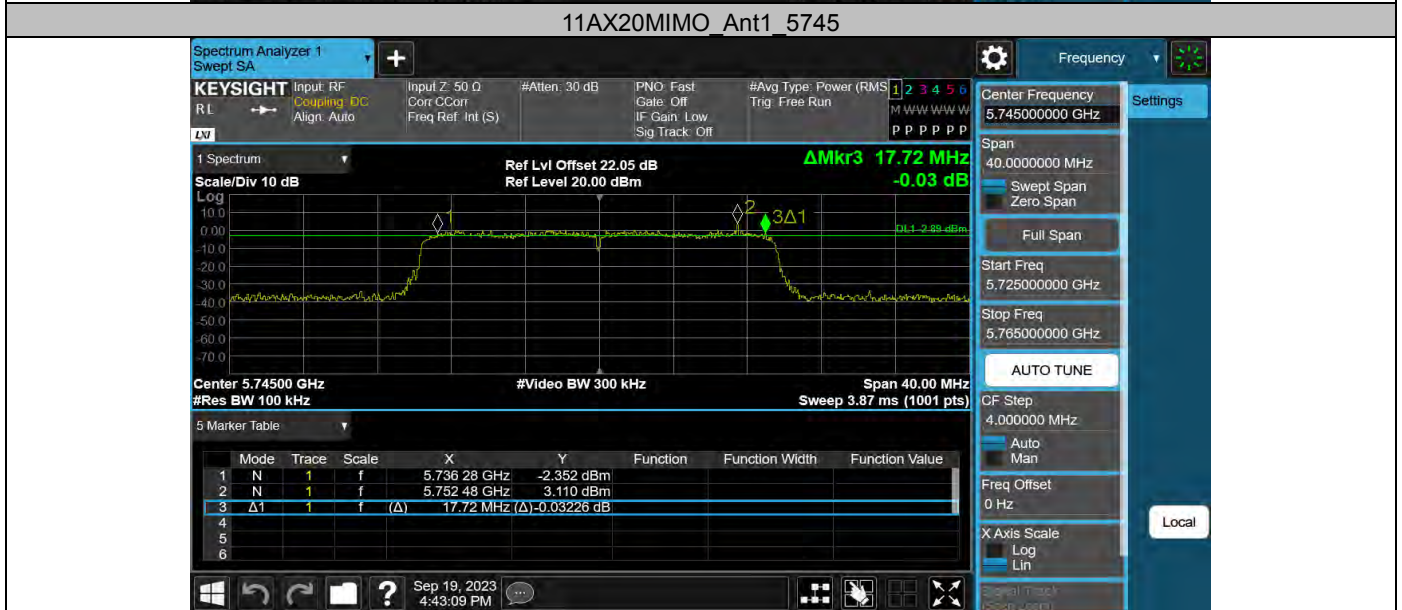 11AX20MIMO_Ant1_5745
Spectrum Analyzer 1
Swept SA
+
Frequency
KEYSIGHT
RL
LXI
Input: RF
Coupling: DC
Align: Auto
Input Z: 50 Ω
Corr CCorr
Freq Ref: Int (S)
#Atten: 30 dB
PNO: Fast
Gate: Off
IF Gain: Low
Sig Track: Off
#Avg Type: Power (RMS
Trig: Free Run
1 2 3 4 5 6
M W W W W W
P P P P P P
Settings
1 Spectrum
Scale/Div 10 dB
Ref Lvl Offset 22.05 dB
Ref Level 20.00 dBm
ΔMkr3 17.72 MHz
-0.03 dB
Log
10.0
0.00
-10.0
-20.0
-30.0
-40.0
-50.0
-60.0
-70.0
1
2
3Δ1
DL1 -2.89 dBm
Center 5.74500 GHz
#Video BW 300 kHz
Span 40.00 MHz
#Res BW 100 kHz
Sweep 3.87 ms (1001 pts)
5 Marker Table
Mode Trace Scale X Y Function Function Width Function Value
1 N 1 f 5.736 28 GHz -2.352 dBm
2 N 1 f 5.752 48 GHz 3.110 dBm
3 Δ1 1 f (Δ) 17.72 MHz (Δ) -0.03226 dB
4
5
6
Center Frequency
5.745000000 GHz
Span
40.0000000 MHz
Swept Span
Zero Span
Full Span
Start Freq
5.725000000 GHz
Stop Freq
5.765000000 GHz
AUTO TUNE
CF Step
4.000000 MHz
Auto
Man
Freq Offset
0 Hz
X Axis Scale
Log
Lin
Signal Track
Local
?
Sep 19, 2023
4:43:09 PM